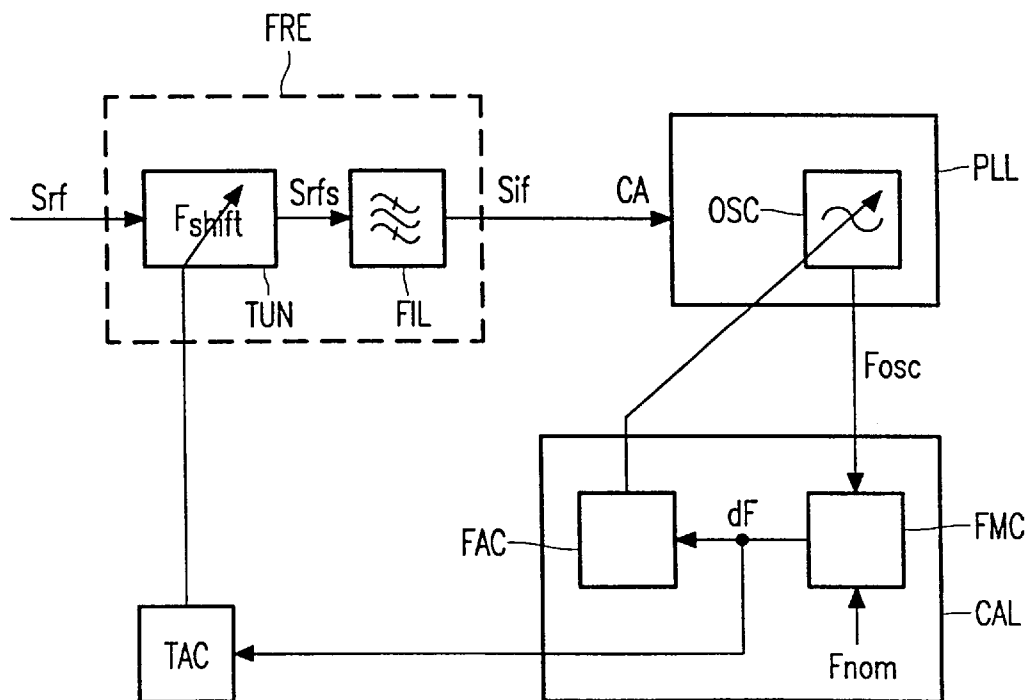 FRE
Srf
Fshift
Srfs
Sif
CA
OSC
PLL
TUN
FIL
Fosc
FAC
dF
FMC
TAC
Fnom
CAL